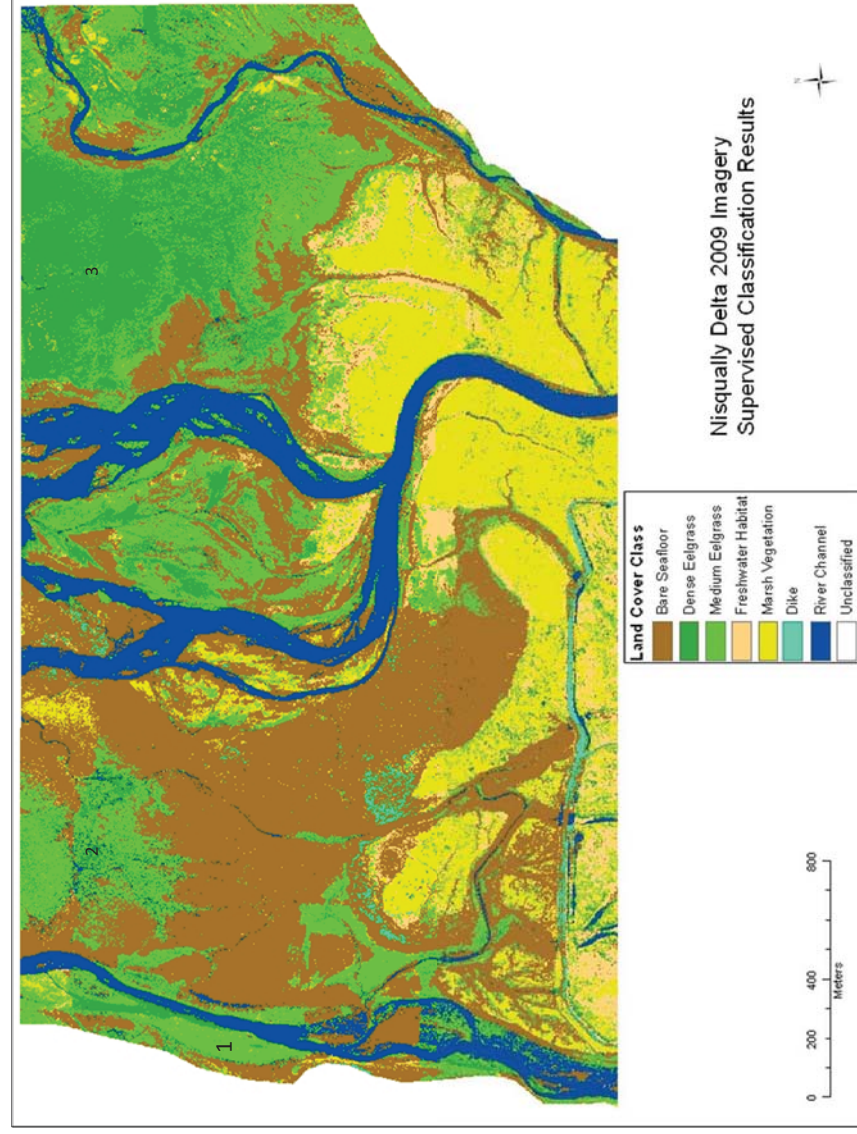 1
2
3
Nisqually Delta 2009 Imagery
Supervised Classification Results
N
Land Cover Class
Bare Seafloor
Dense Eelgrass
Medium Eelgrass
Freshwater Habitat
Marsh Vegetation
Dike
River Channel
Unclassified
0 200 400 800
Meters